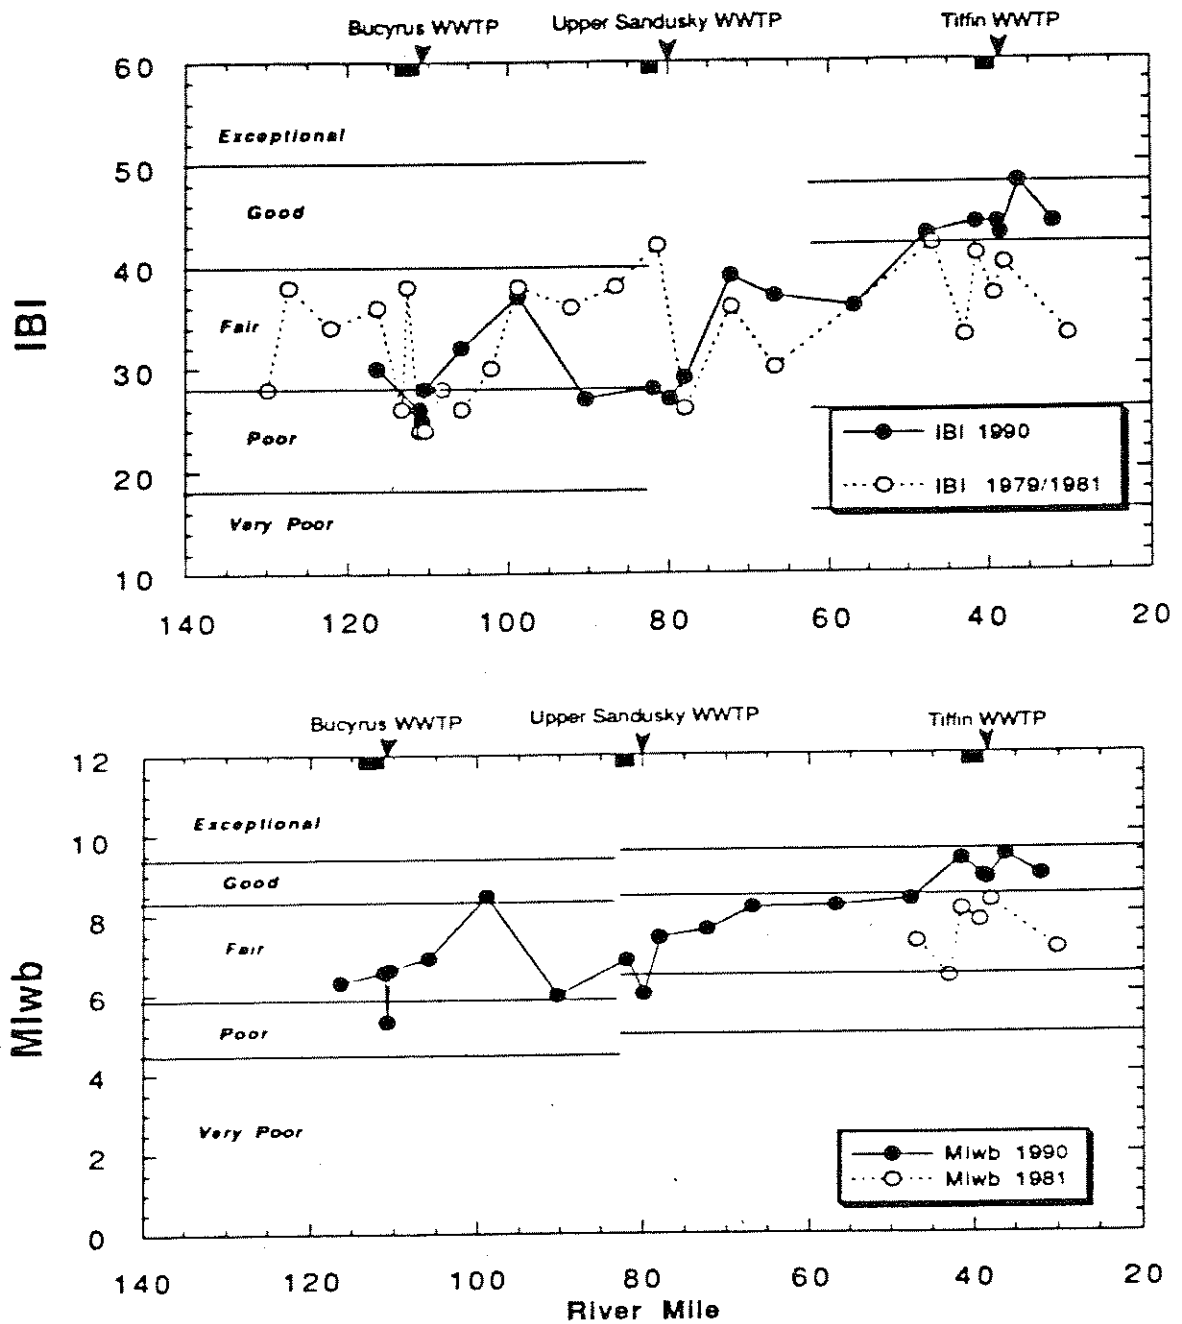 Bucyrus WWTP Upper Sandusky WWTP Tiffin WWTP
60
Exceptional
50
Good
40
IBI
Fair
30
Poor
IBI 1990
20
IBI 1979/1981
Very Poor
10
140 120 100 80 60 40 20
Bucyrus WWTP Upper Sandusky WWTP Tiffin WWTP
12
Exceptional
10
Good
8
Fair
MIwb
6
Poor
4
Very Poor
MIwb 1990
2
MIwb 1981
0
140 120 100 80 60 40 20
River Mile